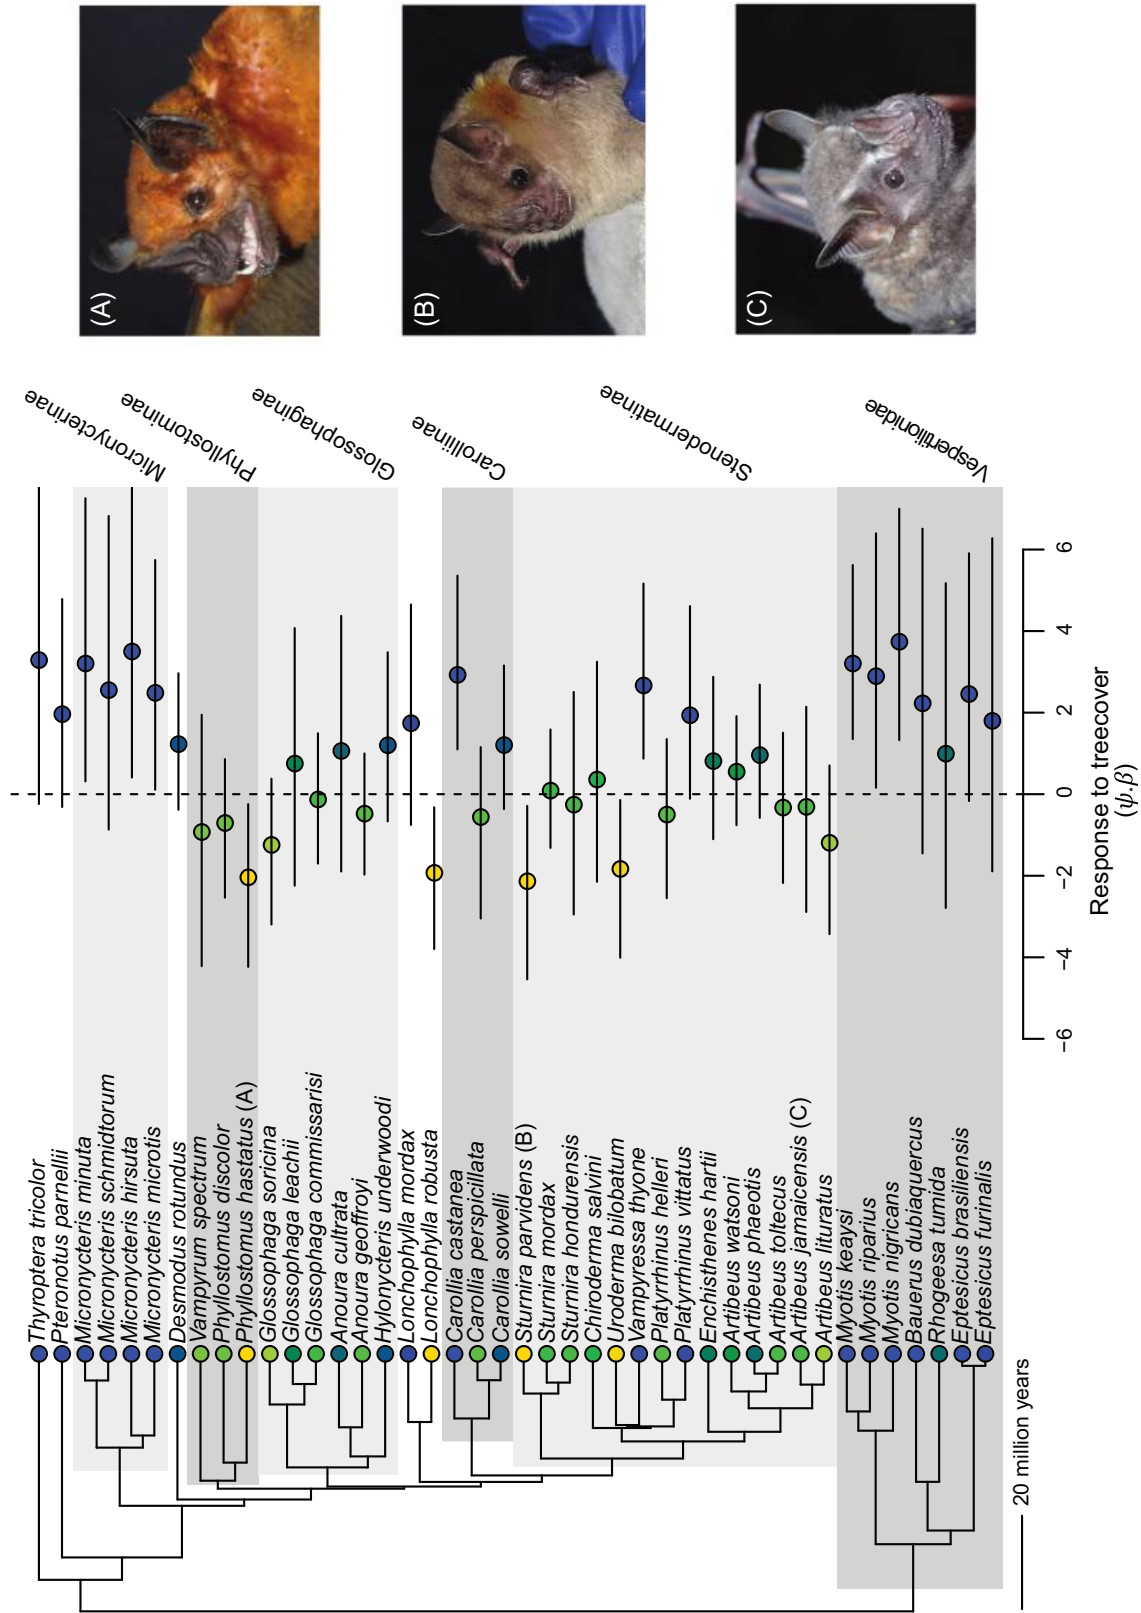 Thyroptera tricolor
Pteronotus parnellii
Micronycteris minuta
Micronycteris schmidtorum
Micronycteris hirsuta
Micronycteris microtis
Desmodus rotundus
Vampyrum spectrum
Phyllostomus discolor
Phyllostomus hastatus (A)
Glossophaga soricina
Glossophaga leachii
Glossophaga commissarisi
Anoura cultrata
Anoura geoffroyi
Hylonycteris underwoodi
Lonchophylla mordax
Lonchophylla robusta
Carollia castanea
Carollia perspicillata
Carollia sowelli
Sturnira parvidens (B)
Sturnira mordax
Sturnira hondurensis
Chiroderma salvini
Uroderma bilobatum
Vampyressa thyone
Platyrrhinus helleri
Platyrrhinus vittatus
Enchisthenes hartii
Artibeus watsoni
Artibeus phaeotis
Artibeus toltecus
Artibeus jamaicensis (C)
Artibeus lituratus
Myotis keaysi
Myotis riparius
Myotis nigricans
Bauerus dubiaquercus
Rhogeesa tumida
Eptesicus brasiliensis
Eptesicus furinalis
20 million years
−6 −4 −2 0 2 4 6
Response to treecover
(ψ.β)
Micronycterinae
Phyllostominae
Glossophaginae
Carolliinae
Stenodermatinae
Vespertilionidae
(A)
(B)
(C)